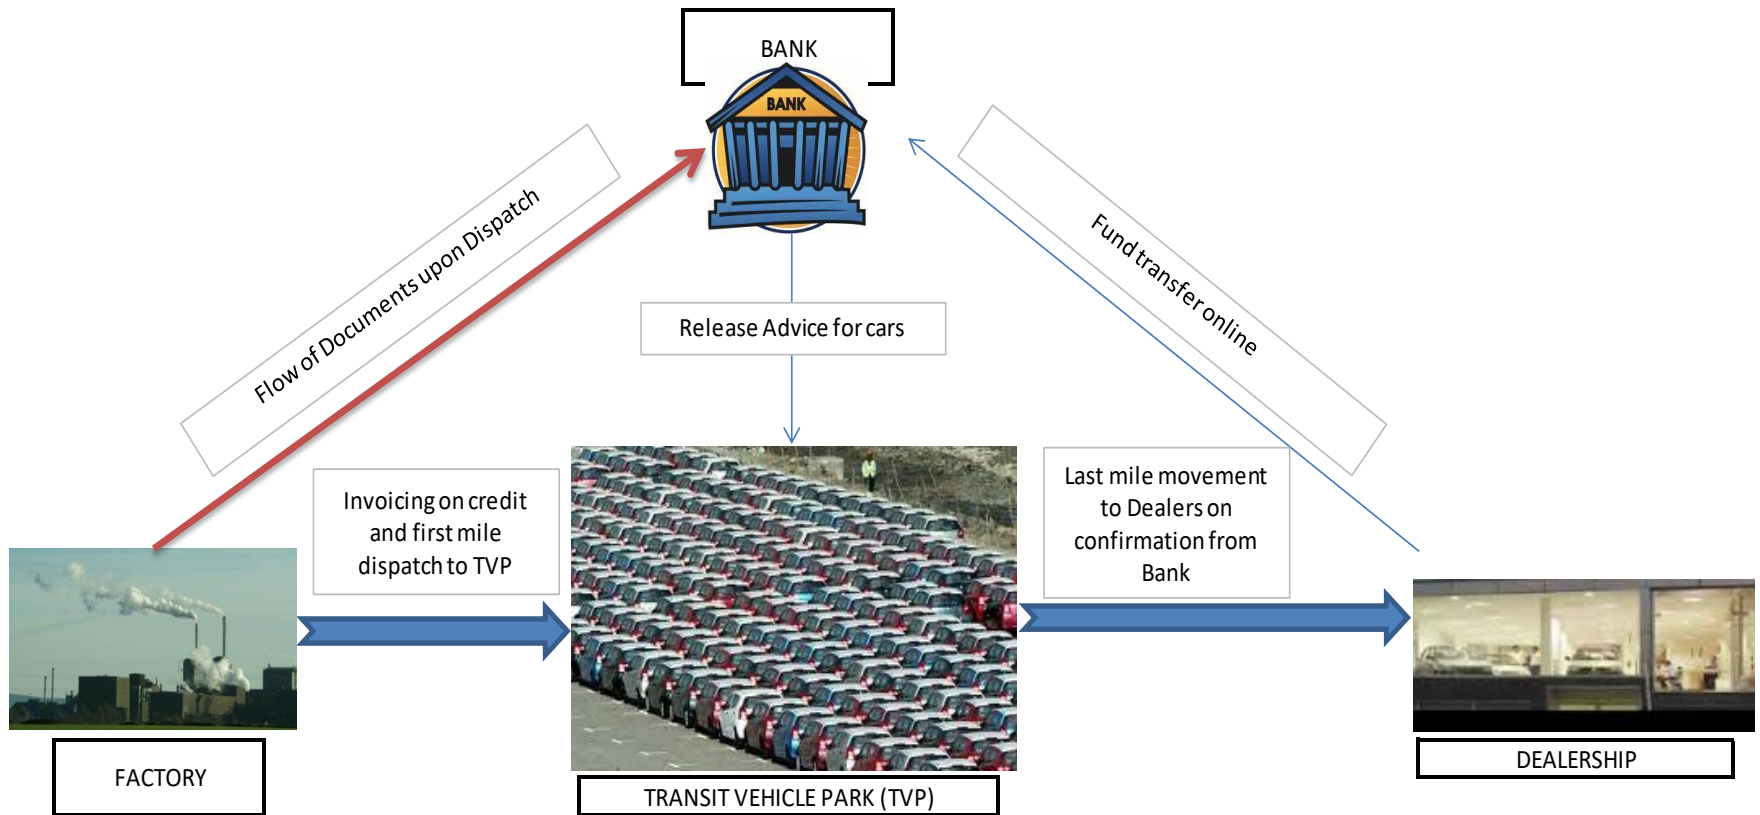 BANK
BANK
Flow of Documents upon Dispatch
Fund transfer online
Release Advice for cars
Invoicing on credit
and first mile
dispatch to TVP
Last mile movement
to Dealers on
confirmation from
Bank
FACTORY
TRANSIT VEHICLE PARK (TVP)
DEALERSHIP